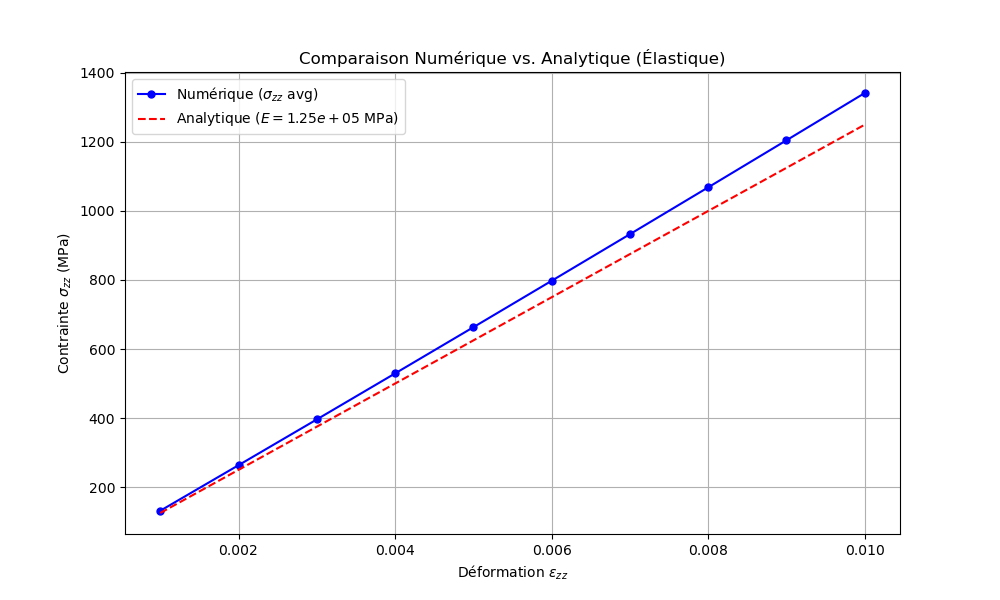 Comparaison Numérique vs. Analytique (Élastique)
Numérique (σzz avg)
Analytique (E = 1.25e + 05 MPa)
Contrainte σzz (MPa)
1400
1200
1000
800
600
400
200
0.002 0.004 0.006 0.008 0.010
Déformation εzz